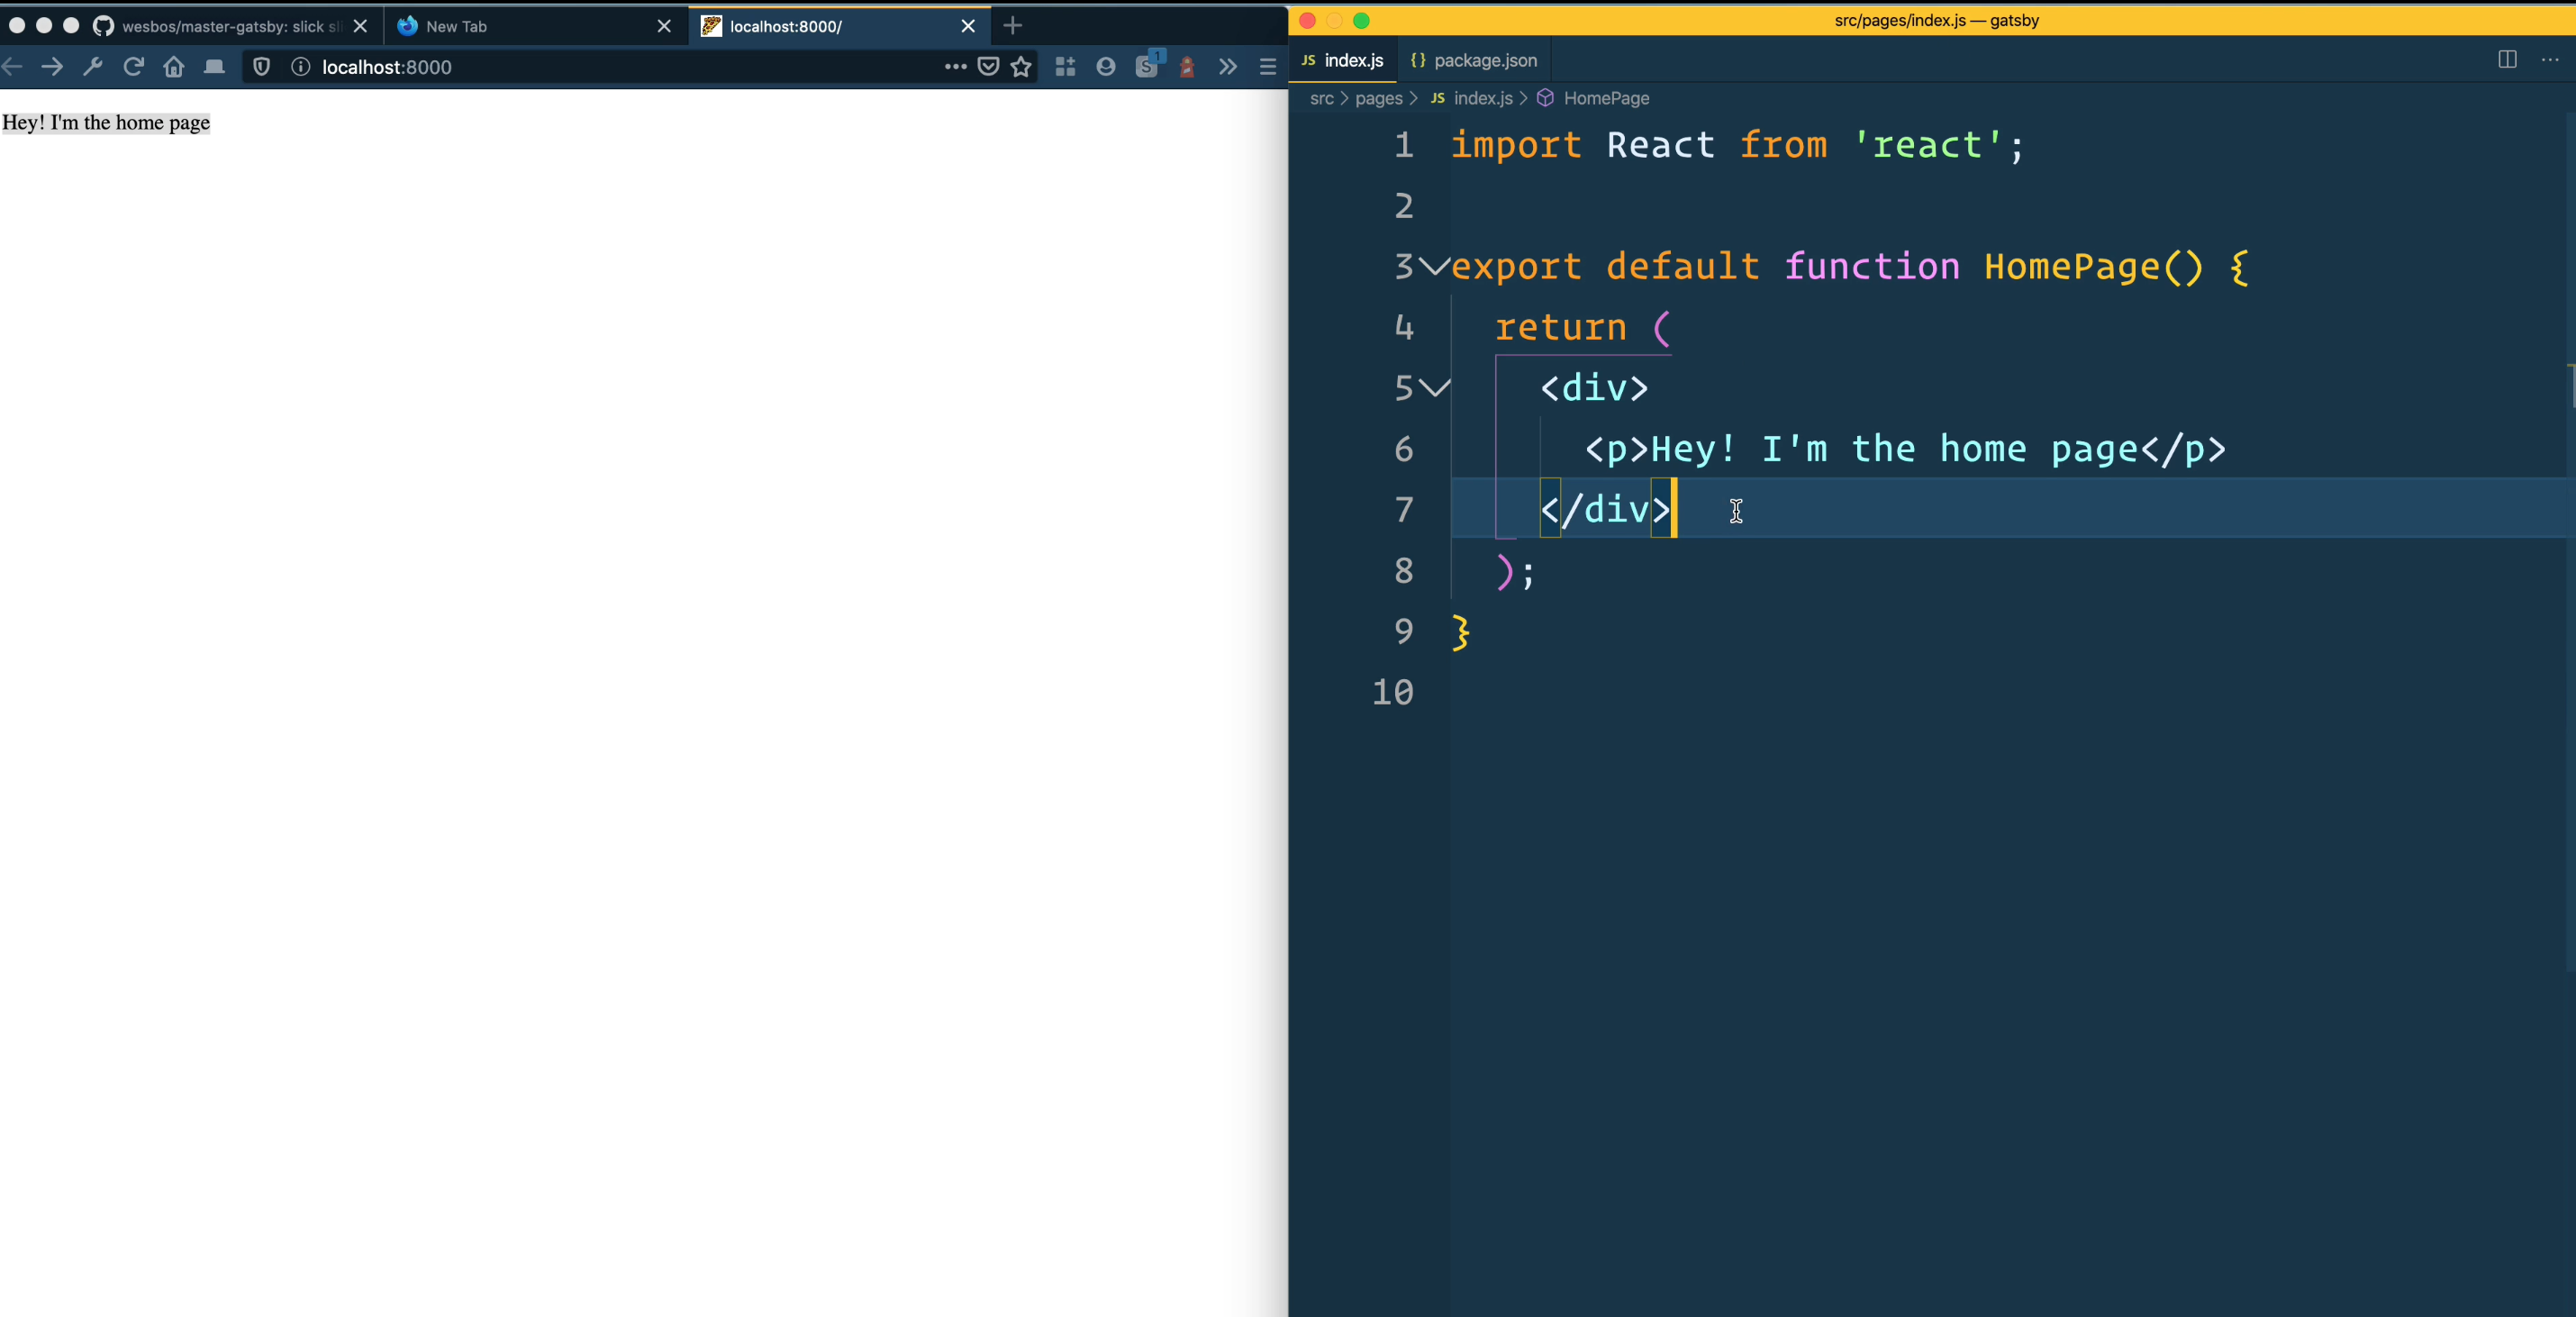 wesbos/master-gatsby: slick sli
New Tab
localhost:8000/
localhost:8000
S
1
Hey! I'm the home page
src/pages/index.js — gatsby
JS index.js
{} package.json
src > pages > JS index.js > HomePage
1 import React from 'react';
2
3 export default function HomePage() {
4 return (
5 <div>
6 <p>Hey! I'm the home page</p>
7 </div>
8 );
9 }
10